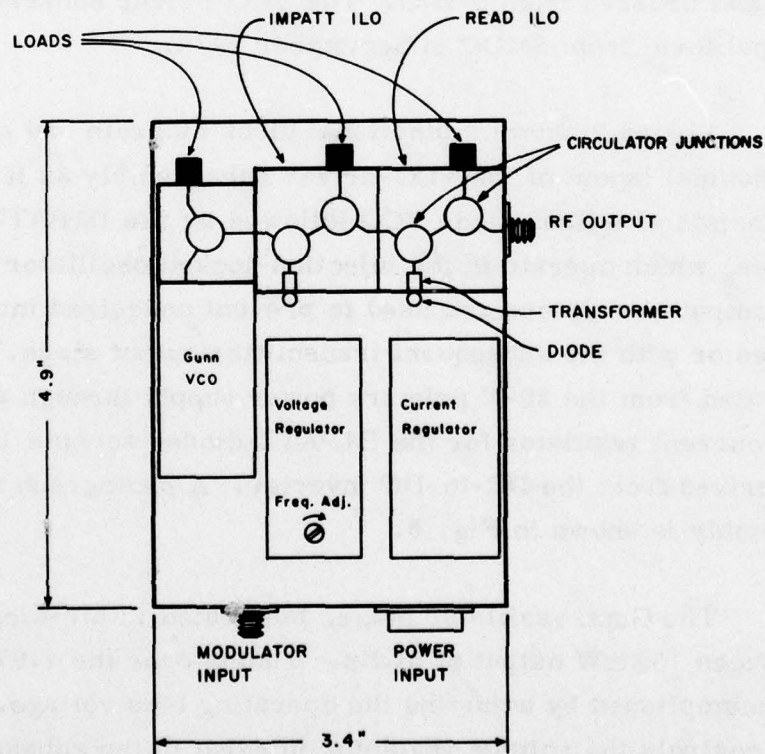 IMPATT ILO
READ ILO
LOADS
CIRCULATOR JUNCTIONS
RF OUTPUT
TRANSFORMER
DIODE
Gunn
VCO
Voltage
Regulator
Current
Regulator
Freq. Adj.
4.9"
MODULATOR
INPUT
POWER
INPUT
3.4"